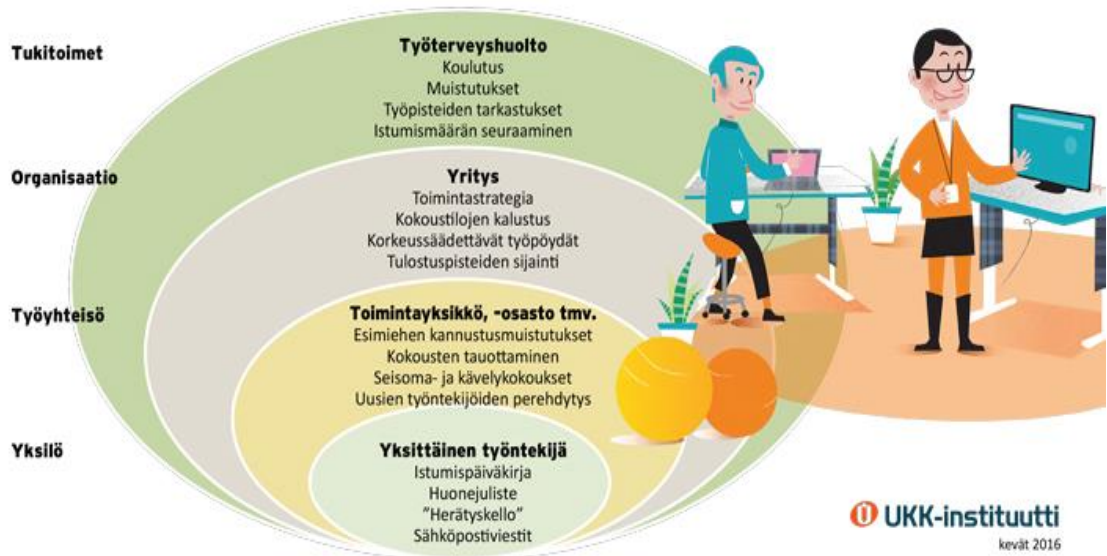 Tukitoimet
Työterveyshuolto
Koulutus
Muistutukset
Työpisteiden tarkastukset
Istumismäärän seuraaminen
Organisaatio
Yritys
Toimintastrategia
Kokoustilojen kalustus
Korkeussäädettävät työpöydät
Tulostuspisteiden sijainti
Työyhteisö
Toimintayksikkö, -osasto tmv.
Esimiehen kannustusmuistutukset
Kokousten tauottaminen
Seisoma- ja kävelykokoukset
Uusien työntekijöiden perehdytys
Yksilö
Yksittäinen työntekijä
Istumispäiväkirja
Huonejuliste
"Herätyskello"
Sähköpostiviestit
UKK-instituutti
kevät 2016